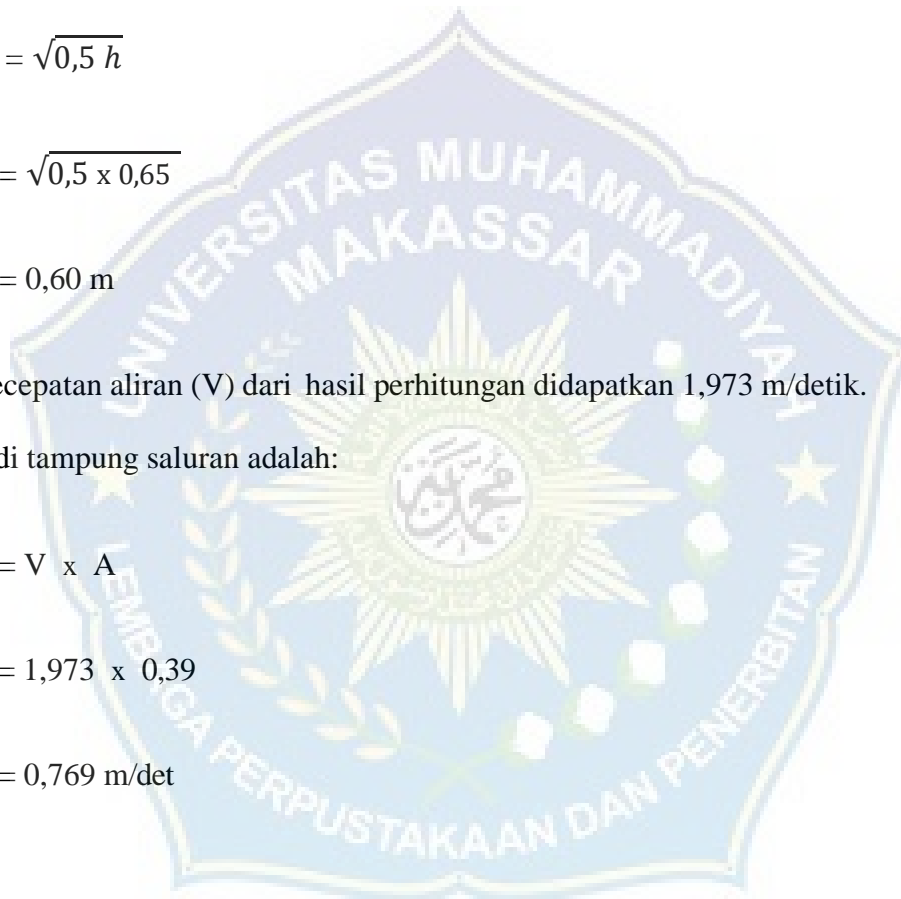 = √0,5 h
= √0,5 x 0,65
= 0,60 m
ecepatan aliran (V) dari hasil perhitungan didapatkan 1,973 m/detik.
di tampung saluran adalah:
= V x A
= 1,973 x 0,39
= 0,769 m/det
UNIVERSITAS MUHAMMADIYAH
MAKASSAR
LEMBAGA PERPUSTAKAAN DAN PENERBITAN